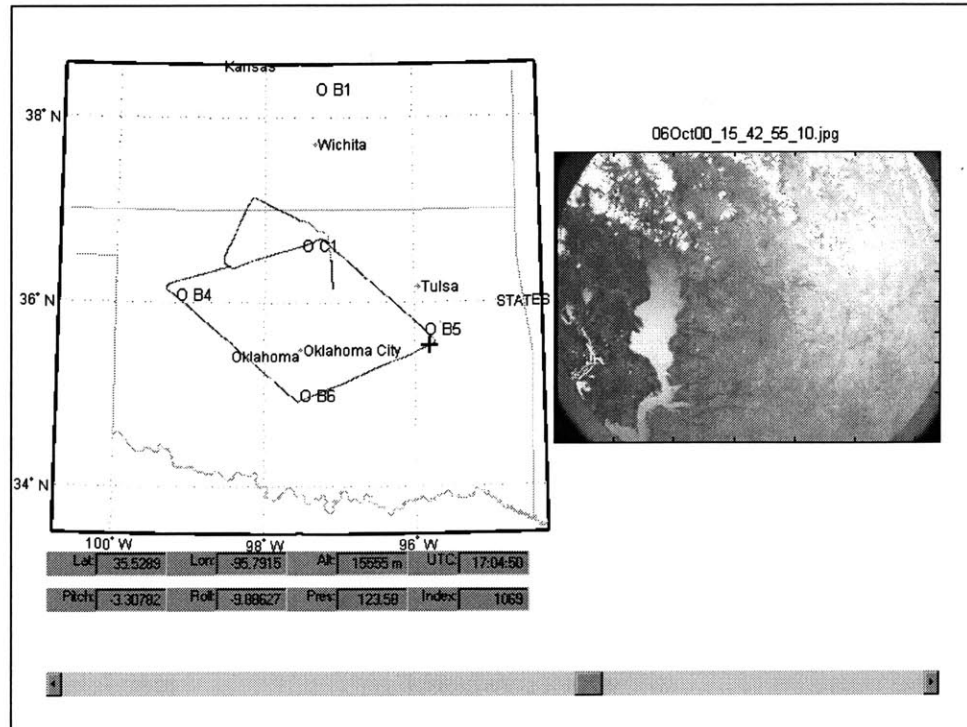 Kansas
O B1
38° N
Wichita
06Oct00_15_42_55_10.jpg
O C1
Tulsa
36° N
O B4
STATES
O B5
Oklahoma
Oklahoma City
O B6
34° N
100° W
98° W
96° W
Lat: 35.5289 Lon: -95.7915 Alt: 15555 m UTC: 17:04:50
Pitch: -3.30782 Roll: -9.88627 Pres: 123.58 Index: 1069